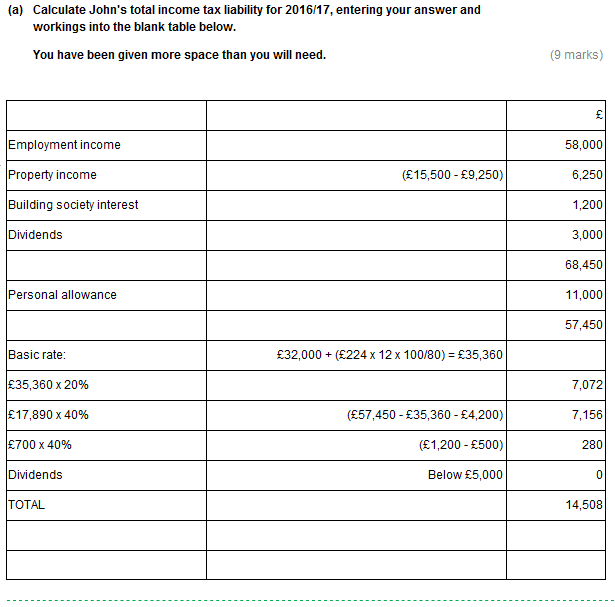 (a) Calculate John's total income tax liability for 2016/17, entering your answer and
workings into the blank table below.
You have been given more space than you will need. (9 marks)
£
Employment income 58,000
Property income (£15,500 - £9,250) 6,250
Building society interest 1,200
Dividends 3,000
68,450
Personal allowance 11,000
57,450
Basic rate: £32,000 + (£224 x 12 x 100/80) = £35,360
£35,360 x 20% 7,072
£17,890 x 40% (£57,450 - £35,360 - £4,200) 7,156
£700 x 40% (£1,200 - £500) 280
Dividends Below £5,000 0
TOTAL 14,508